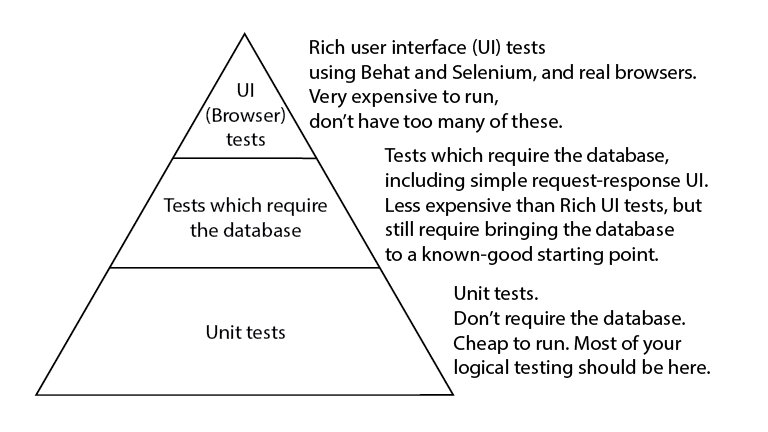 Rich user interface (UI) tests
using Behat and Selenium, and real browsers.
Very expensive to run,
don't have too many of these.
UI
(Browser)
tests
Tests which require the database,
including simple request-response UI.
Less expensive than Rich UI tests, but
still require bringing the database
to a known-good starting point.
Tests which require
the database
Unit tests.
Don't require the database.
Cheap to run. Most of your
logical testing should be here.
Unit tests